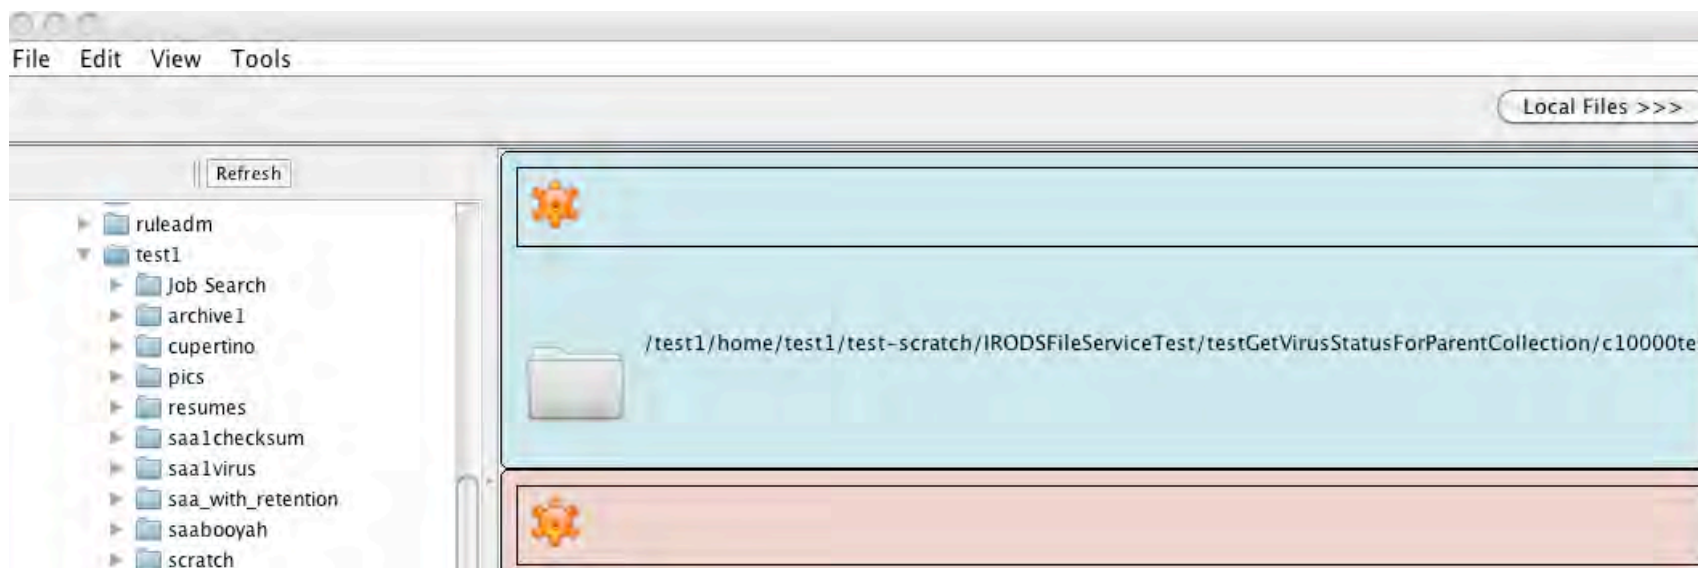 File Edit View Tools
Local Files >>>
Refresh
ruleadm
test1
Job Search
archive1
cupertino
pics
resumes
saa1checksum
saa1virus
saa_with_retention
saabooyah
scratch
/test1/home/test1/test-scratch/IRODSFileServiceTest/testGetVirusStatusForParentCollection/c10000te